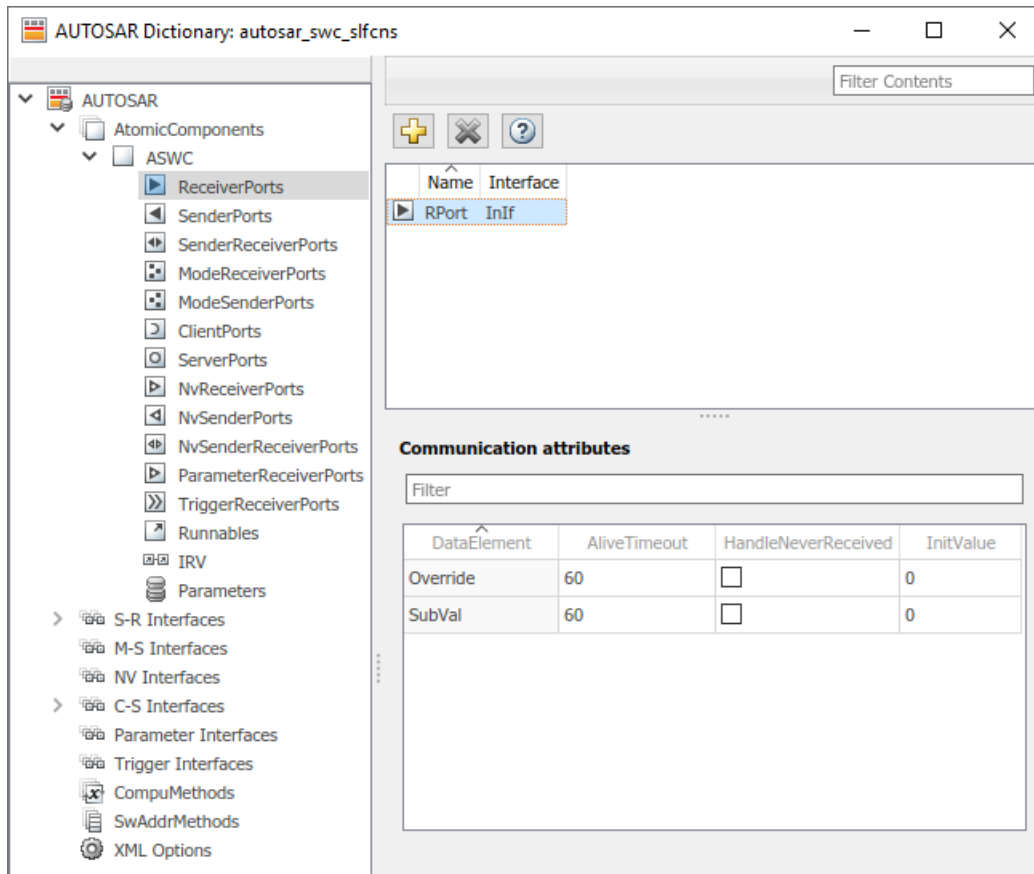 AUTOSAR Dictionary: autosar_swc_slfcns
Filter Contents
AUTOSAR
AtomicComponents
ASWC
ReceiverPorts
SenderPorts
SenderReceiverPorts
ModeReceiverPorts
ModeSenderPorts
ClientPorts
ServerPorts
NvReceiverPorts
NvSenderPorts
NvSenderReceiverPorts
ParameterReceiverPorts
TriggerReceiverPorts
Runnables
IRV
Parameters
S-R Interfaces
M-S Interfaces
NV Interfaces
C-S Interfaces
Parameter Interfaces
Trigger Interfaces
CompuMethods
SwAddrMethods
XML Options
Name Interface
RPort InIf
Communication attributes
Filter
DataElement AliveTimeout HandleNeverReceived InitValue
Override 60 0
SubVal 60 0